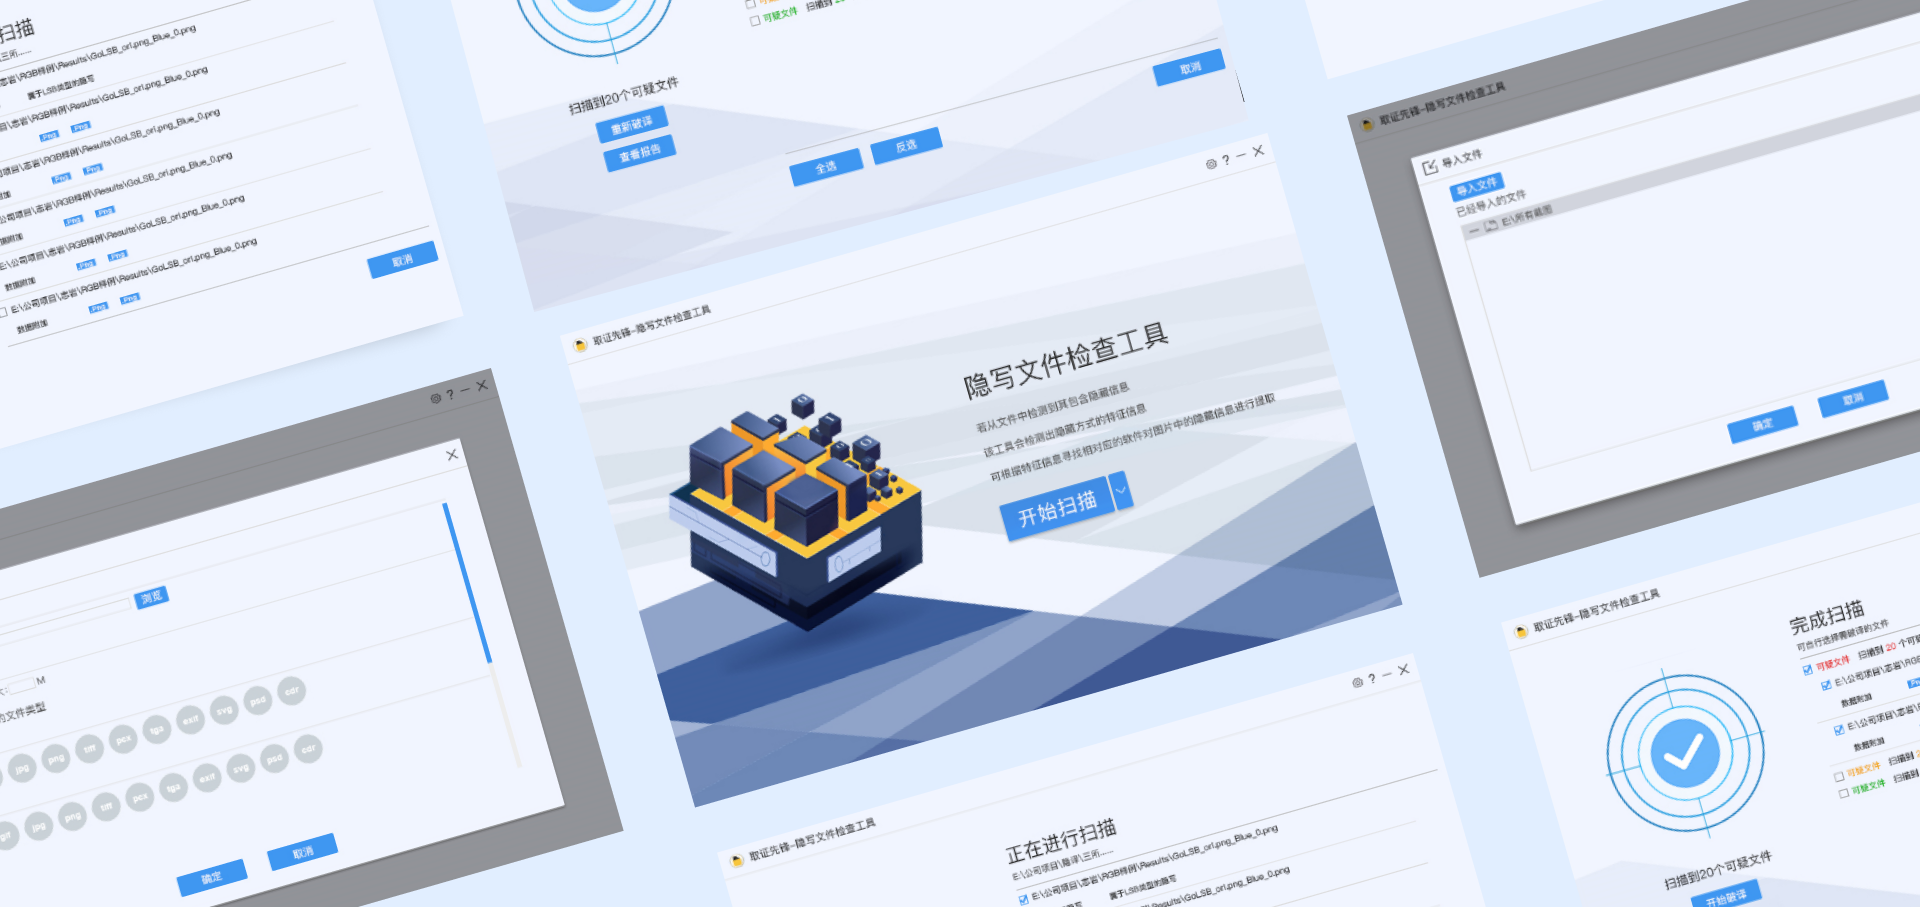 扫描
三所......
志岩\RGB样例\Results\GoLSB_orl.png_Blue_0.png
属于LSB类型的隐写
目\志岩\RGB样例\Results\GoLSB_orl.png_Blue_0.png
.Png .Png
司项目\志岩\RGB样例\Results\GoLSB_orl.png_Blue_0.png
附加 .Png .Png
公司项目\志岩\RGB样例\Results\GoLSB_orl.png_Blue_0.png
数据附加 .Png .Png
E:\公司项目\志岩\RGB样例\Results\GoLSB_orl.png_Blue_0.png
数据附加 .Png .Png
E:\公司项目\志岩\RGB样例\Results\GoLSB_orl.png_Blue_0.png
数据附加 .Png .Png
取消
可疑文件 扫描到
扫描到20个可疑文件
重新破译
查看报告
全选
反选
取消
取证先锋-隐写文件检查工具
导入文件
导入文件
已经导入的文件
E:\所有截图
确定
取消
取证先锋-隐写文件检查工具
隐写文件检查工具
若从文件中检测到其包含隐藏信息
该工具会检测出隐藏方式的特征信息
可根据特征信息寻找相对应的软件对图片中的隐藏信息进行提取
开始扫描
浏览
M
的文件类型
jpg png tiff pcx tga exif svg psd cdr
gif jpg png tiff pcx tga exif svg psd cdr
确定
取消
取证先锋-隐写文件检查工具
正在进行扫描
E:\公司项目\隐译\三所......
E:\公司项目\志岩\RGB样例\Results\GoLSB_orl.png_Blue_0.png
属于LSB类型的隐写
\RGB样例\Results\GoLSB_orl.png_Blue_0.png
取证先锋-隐写文件检查工具
完成扫描
可自行选择需破译的文件
可疑文件 扫描到 20 个可疑
E:\公司项目\志岩\RGB
数据附加
E:\公司项目\志岩\
数据附加
可疑文件 扫描到
可疑文件 扫描到
扫描到20个可疑文件
开始破译